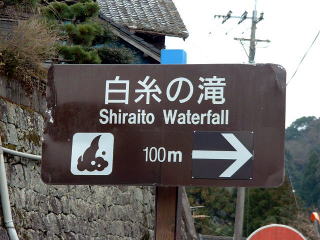 白糸の滝
Shiraito Waterfall
100m